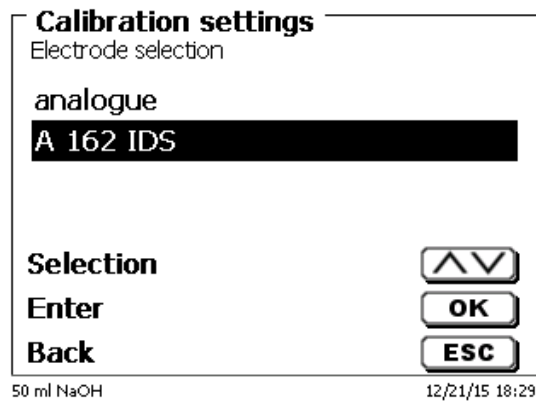 Calibration settings
Electrode selection
analogue
A 162 IDS
Selection
Enter OK
Back ESC
50 ml NaOH 12/21/15 18:29